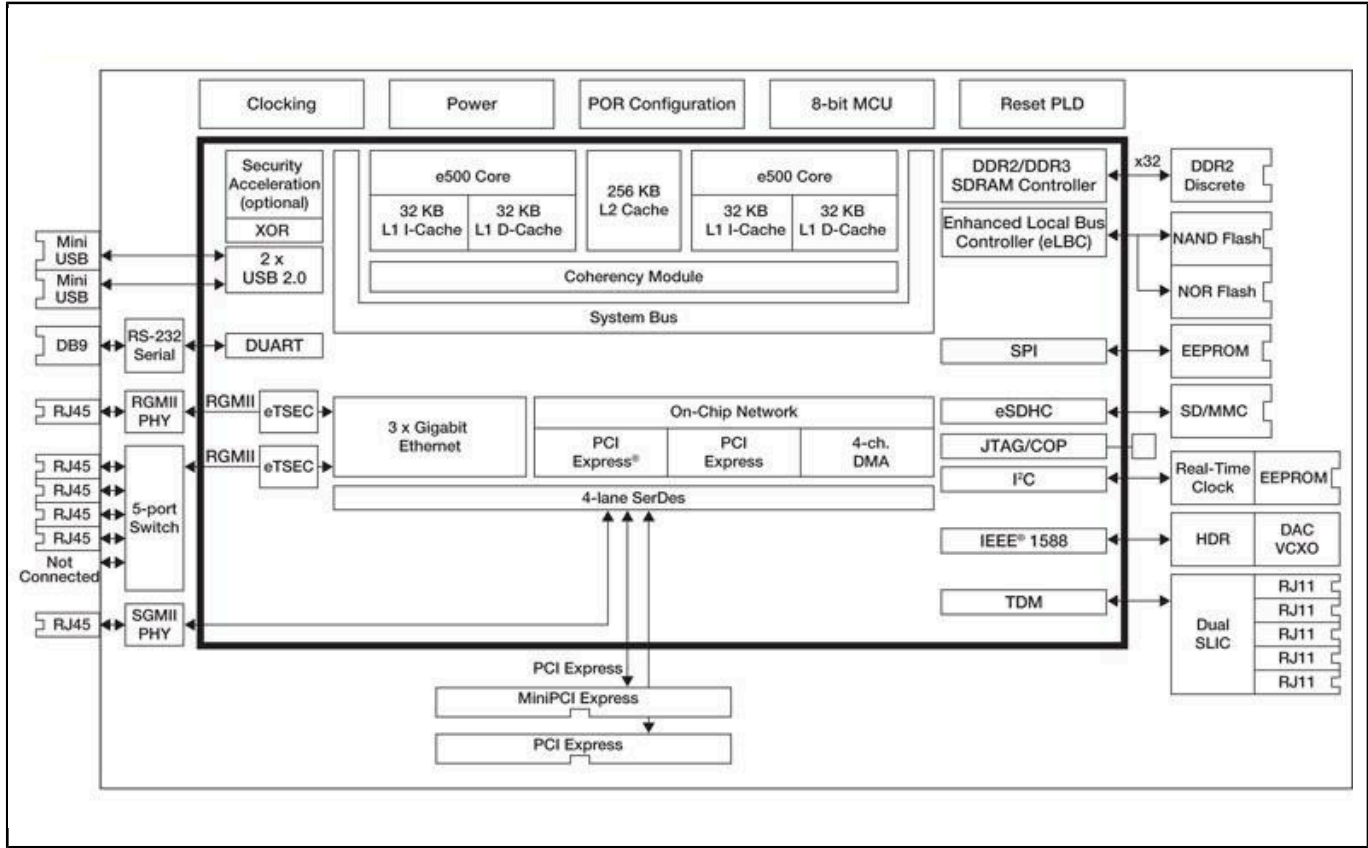 Clocking
Power
POR Configuration
8-bit MCU
Reset PLD
Security
Acceleration
(optional)
XOR
2 x
USB 2.0
e500 Core
32 KB
L1 I-Cache
32 KB
L1 D-Cache
256 KB
L2 Cache
e500 Core
32 KB
L1 I-Cache
32 KB
L1 D-Cache
Coherency Module
System Bus
DDR2/DDR3
SDRAM Controller
x32
DDR2
Discrete
Enhanced Local Bus
Controller (eLBC)
NAND Flash
NOR Flash
Mini
USB
Mini
USB
DB9
RS-232
Serial
DUART
SPI
EEPROM
RJ45
RGMII
PHY
RGMII
eTSEC
3 x Gigabit
Ethernet
On-Chip Network
PCI
Express®
PCI
Express
4-ch.
DMA
eSDHC
SD/MMC
JTAG/COP
RJ45
RJ45
RJ45
RJ45
Not
Connected
5-port
Switch
RGMII
eTSEC
4-lane SerDes
I²C
Real-Time
Clock
EEPROM
IEEE® 1588
HDR
DAC
VCXO
TDM
Dual
SLIC
RJ11
RJ11
RJ11
RJ11
RJ11
RJ45
SGMII
PHY
PCI Express
MiniPCI Express
PCI Express